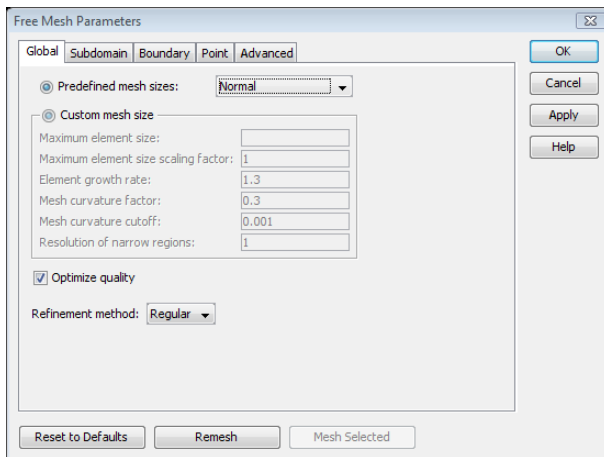 Free Mesh Parameters
Global Subdomain Boundary Point Advanced
Predefined mesh sizes: Normal
Custom mesh size
Maximum element size:
Maximum element size scaling factor: 1
Element growth rate: 1.3
Mesh curvature factor: 0.3
Mesh curvature cutoff: 0.001
Resolution of narrow regions: 1
Optimize quality
Refinement method: Regular
Reset to Defaults Remesh Mesh Selected
OK
Cancel
Apply
Help